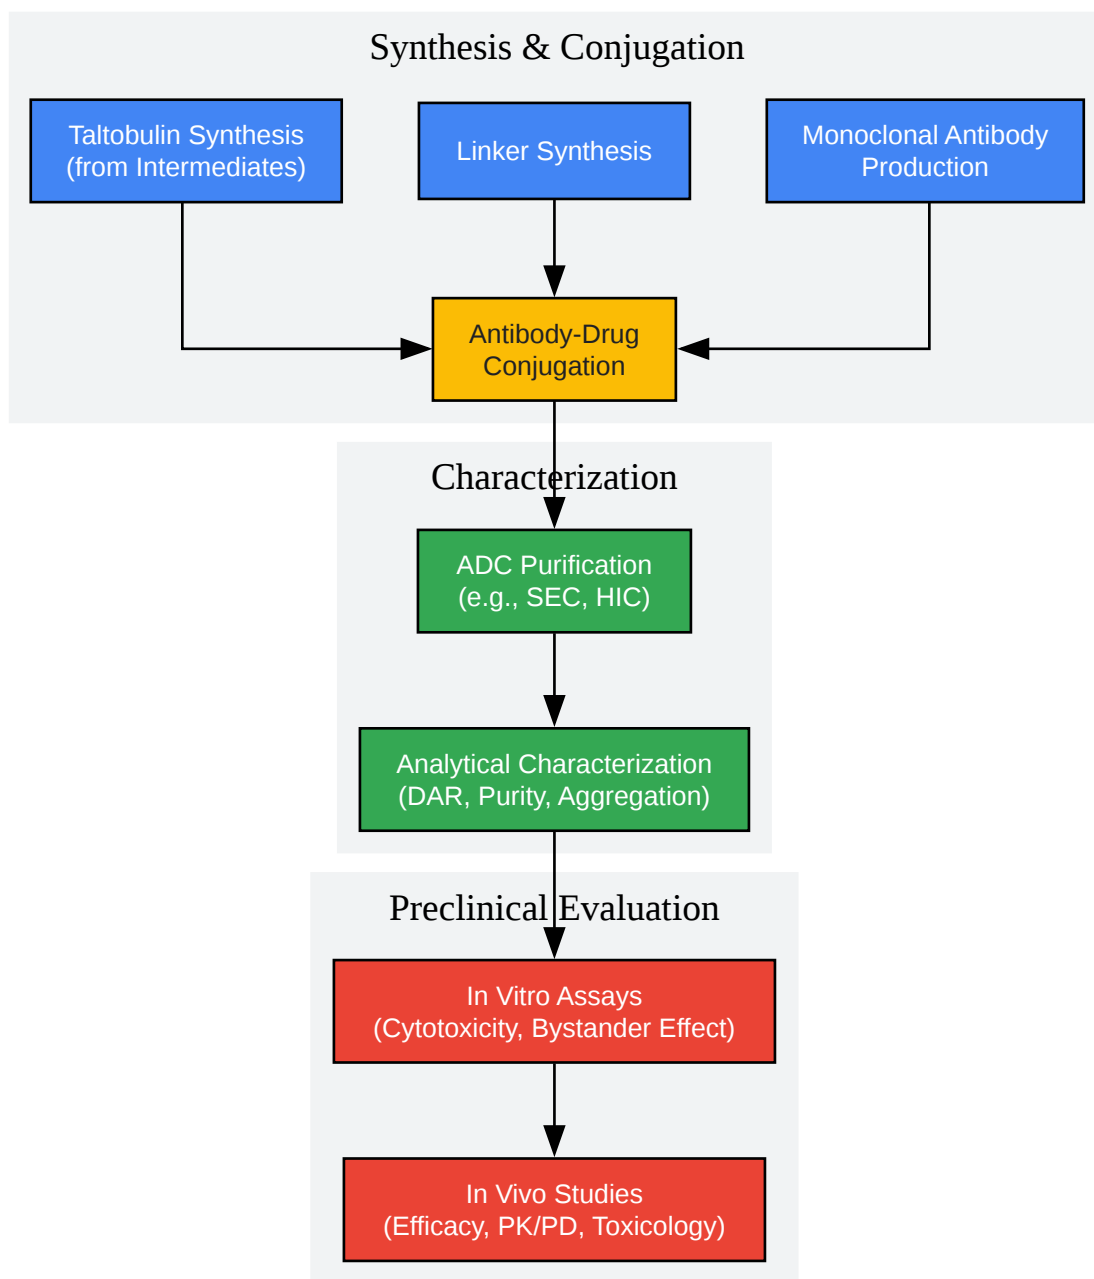 Synthesis & Conjugation
Taltobulin Synthesis
(from Intermediates)
Linker Synthesis
Monoclonal Antibody
Production
Antibody-Drug
Conjugation
Characterization
ADC Purification
(e.g., SEC, HIC)
Analytical Characterization
(DAR, Purity, Aggregation)
Preclinical Evaluation
In Vitro Assays
(Cytotoxicity, Bystander Effect)
In Vivo Studies
(Efficacy, PK/PD, Toxicology)